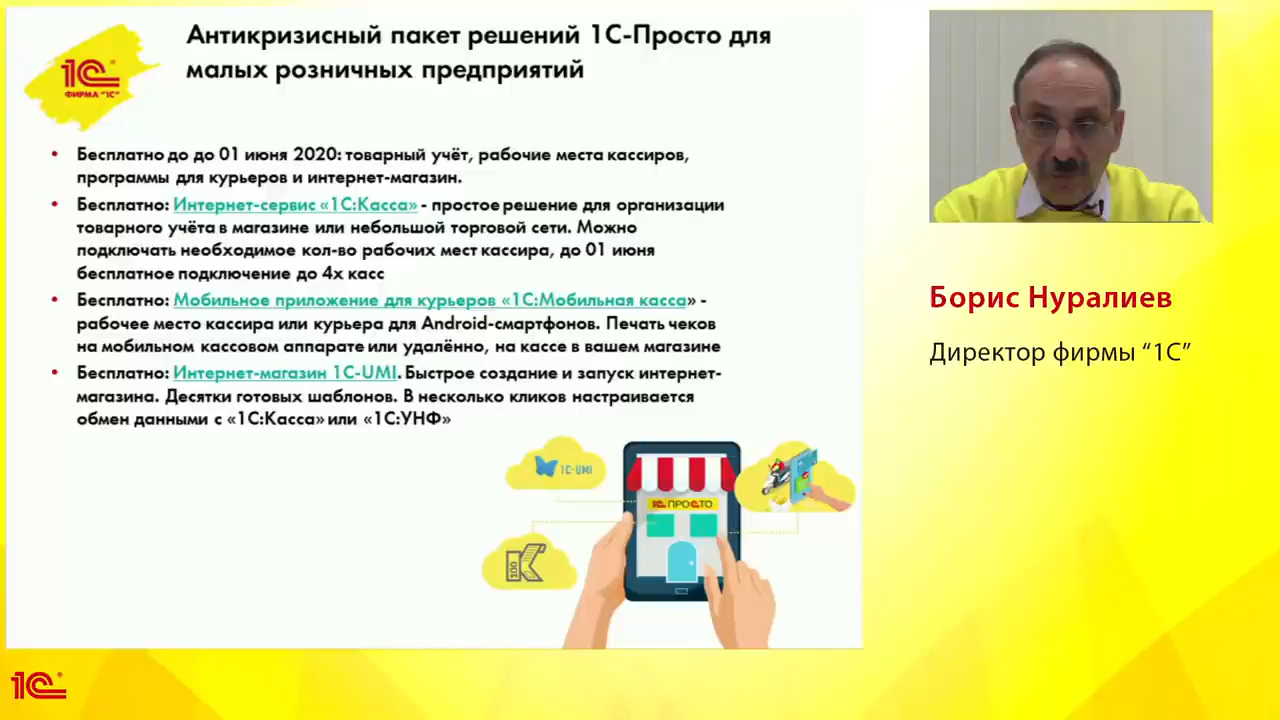 1С
ФИРМА "1С"
Антикризисный пакет решений 1С-Просто для
малых розничных предприятий
• Бесплатно до до 01 июня 2020: товарный учёт, рабочие места кассиров,
программы для курьеров и интернет-магазин.
• Бесплатно: Интернет-сервис «1С:Касса» - простое решение для организации
товарного учёта в магазине или небольшой торговой сети. Можно
подключать необходимое кол-во рабочих мест кассира, до 01 июня
бесплатное подключение до 4х касс
• Бесплатно: Мобильное приложение для курьеров «1С:Мобильная касса» -
рабочее место кассира или курьера для Android-смартфонов. Печать чеков
на мобильном кассовом аппарате или удалённо, на кассе в вашем магазине
• Бесплатно: Интернет-магазин 1С-UMI. Быстрое создание и запуск интернет-
магазина. Десятки готовых шаблонов. В несколько кликов настраивается
обмен данными с «1С:Касса» или «1С:УНФ»
1С-UMI
1С ПРОСТО
100 К
Борис Нуралиев
Директор фирмы “1С”
1С